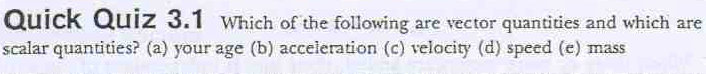 Quick Quiz 3.1 Which of the following are vector quantities and which are
scalar quantities? (a) your age (b) acceleration (c) velocity (d) speed (e) mass